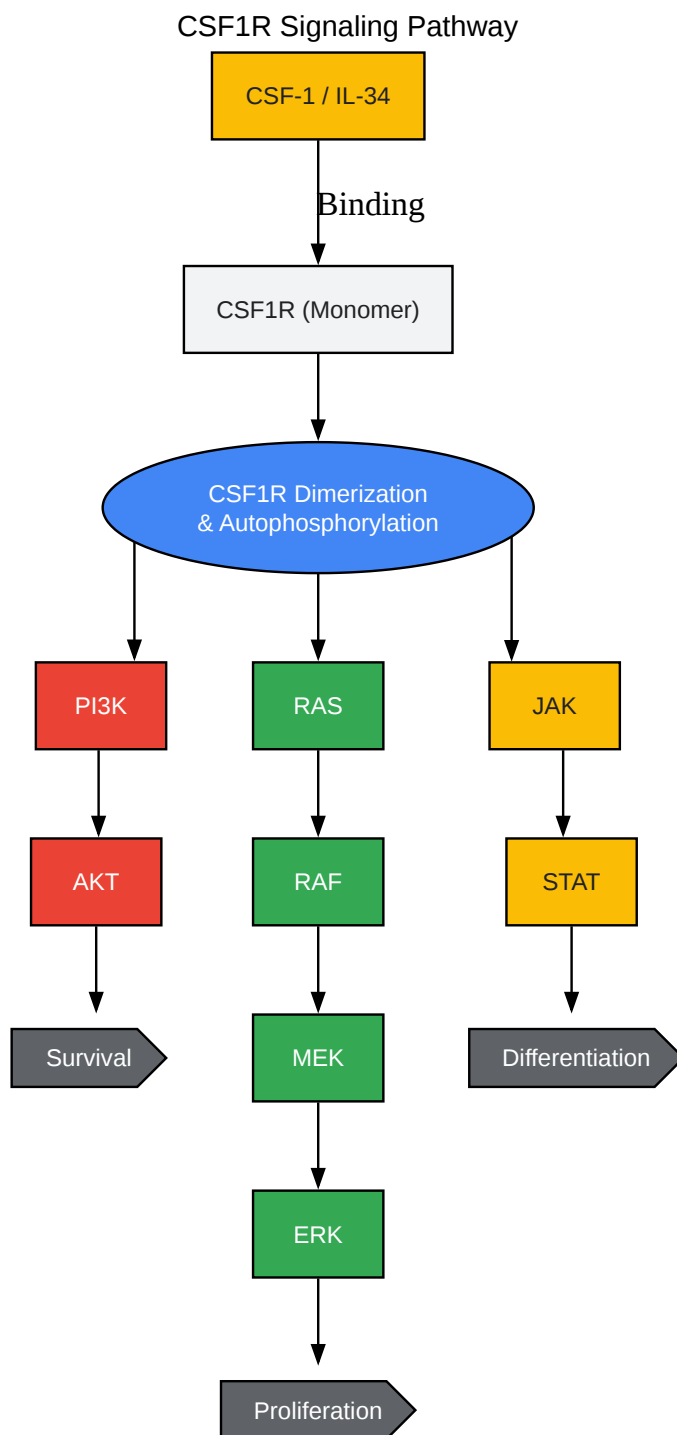 CSF1R Signaling Pathway
CSF-1 / IL-34
Binding
CSF1R (Monomer)
CSF1R Dimerization
& Autophosphorylation
PI3K
RAS
JAK
AKT
RAF
STAT
Survival
MEK
Differentiation
ERK
Proliferation